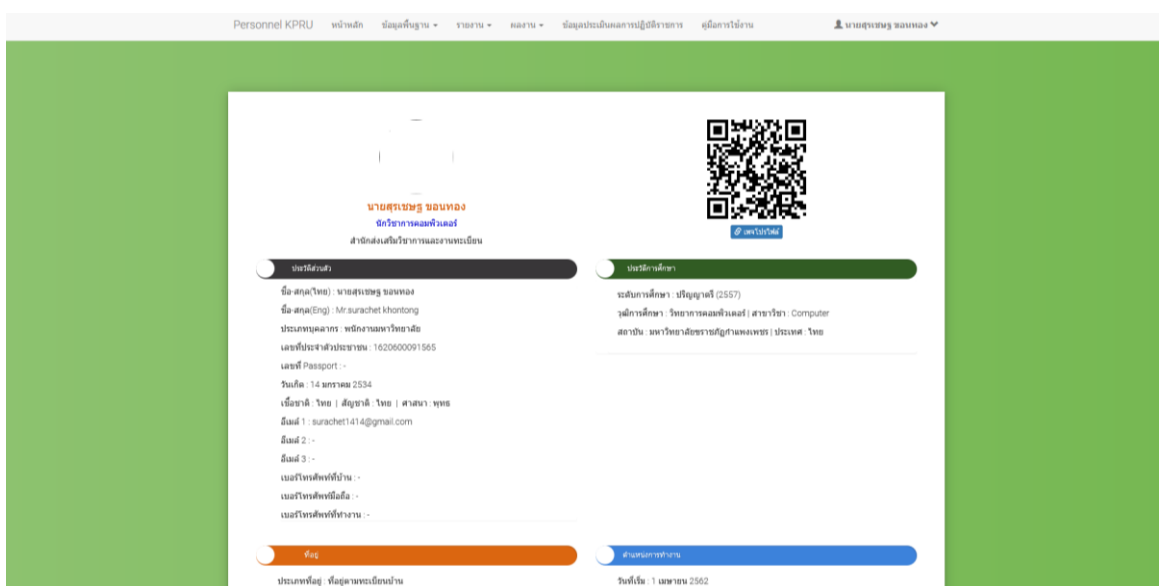 Personnel KPRU หน้าหลัก ข้อมูลพื้นฐาน รายงาน ผลงาน ข้อมูลประเมินผลการปฏิบัติราชการ คู่มือการใช้งาน นายสุรเชษฐ ขอนทอง
นายสุรเชษฐ ขอนทอง
นักวิชาการคอมพิวเตอร์
สำนักส่งเสริมวิชาการและงานทะเบียน
เพจโปรไฟล์
ประวัติส่วนตัว
ชื่อ-สกุล(ไทย) : นายสุรเชษฐ ขอนทอง
ชื่อ-สกุล(Eng) : Mr.surachet khontong
ประเภทบุคลากร : พนักงานมหาวิทยาลัย
เลขที่ประจำตัวประชาชน : 1620600091565
เลขที่ Passport : -
วันเกิด : 14 มกราคม 2534
เชื้อชาติ : ไทย | สัญชาติ : ไทย | ศาสนา : พุทธ
อีเมล์ 1 : surachet1414@gmail.com
อีเมล์ 2 : -
อีเมล์ 3 : -
เบอร์โทรศัพท์ที่บ้าน : -
เบอร์โทรศัพท์มือถือ : -
เบอร์โทรศัพท์ที่ทำงาน : -
ประวัติการศึกษา
ระดับการศึกษา : ปริญญาตรี (2557)
วุฒิการศึกษา : วิทยาการคอมพิวเตอร์ | สาขาวิชา : Computer
สถาบัน : มหาวิทยาลัยราชภัฏกำแพงเพชร | ประเทศ : ไทย
ที่อยู่
ประเภทที่อยู่ : ที่อยู่ตามทะเบียนบ้าน
ตำแหน่งการทำงาน
วันที่เริ่ม : 1 เมษายน 2562